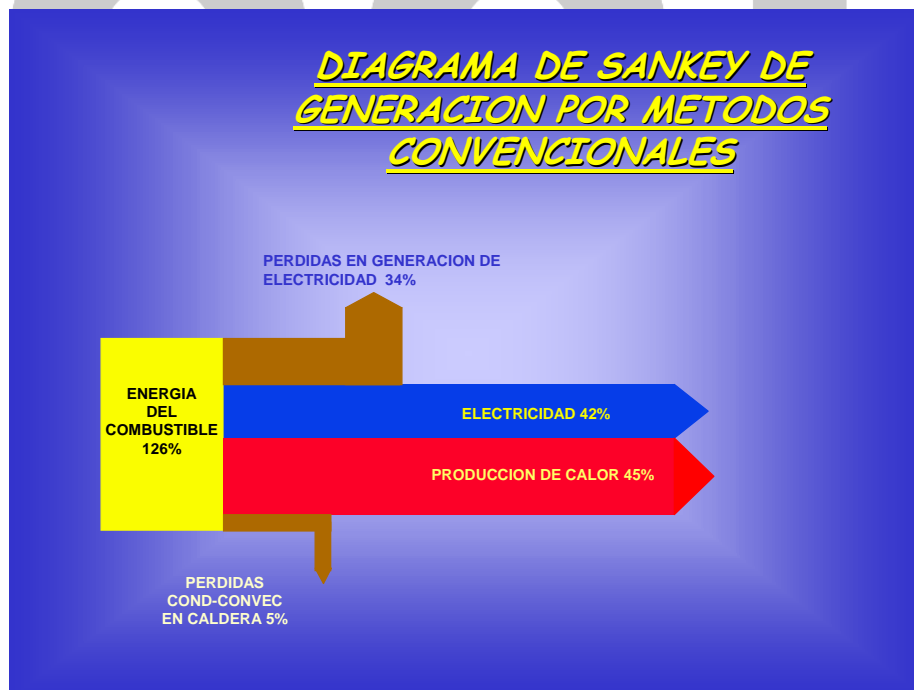 DIAGRAMA DE SANKEY DE
GENERACION POR METODOS
CONVENCIONALES
PERDIDAS EN GENERACION DE
ELECTRICIDAD 34%
ENERGIA
DEL
COMBUSTIBLE
126%
ELECTRICIDAD 42%
PRODUCCION DE CALOR 45%
PERDIDAS
COND-CONVEC
EN CALDERA 5%